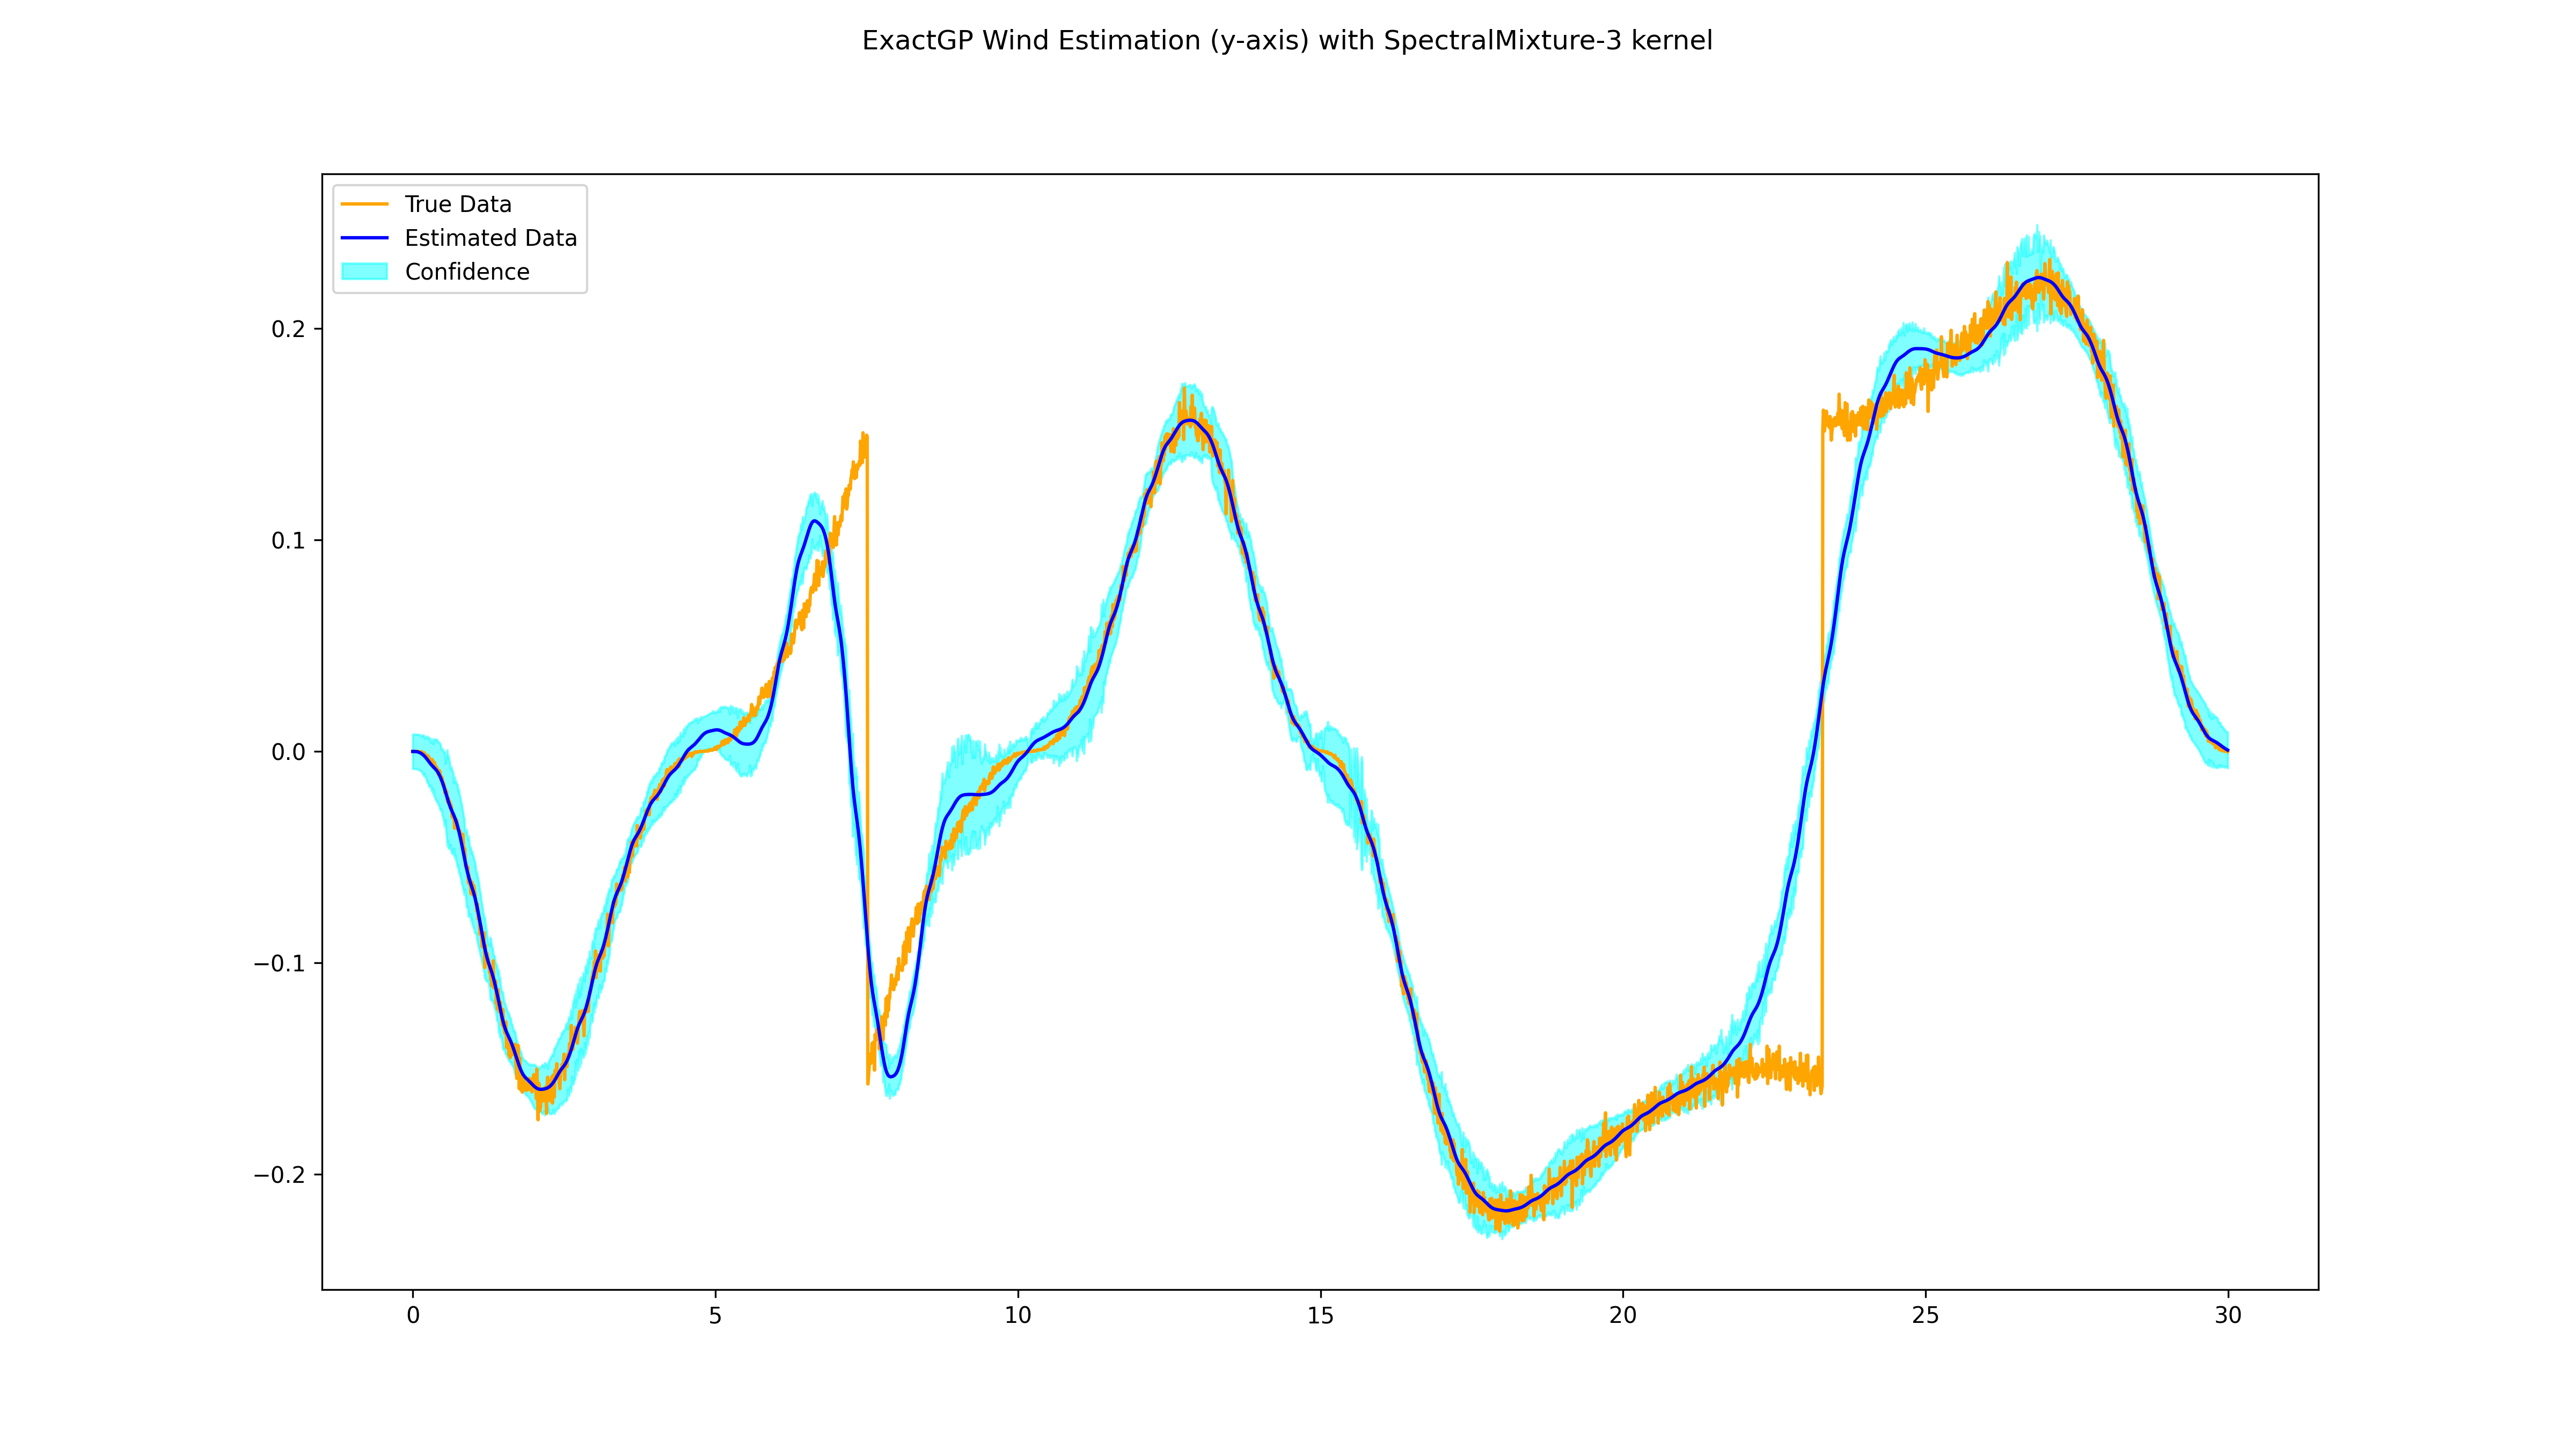 ExactGP Wind Estimation (y-axis) with SpectralMixture-3 kernel
True Data
Estimated Data
Confidence
0.2
0.1
0.0
−0.1
−0.2
0 5 10 15 20 25 30